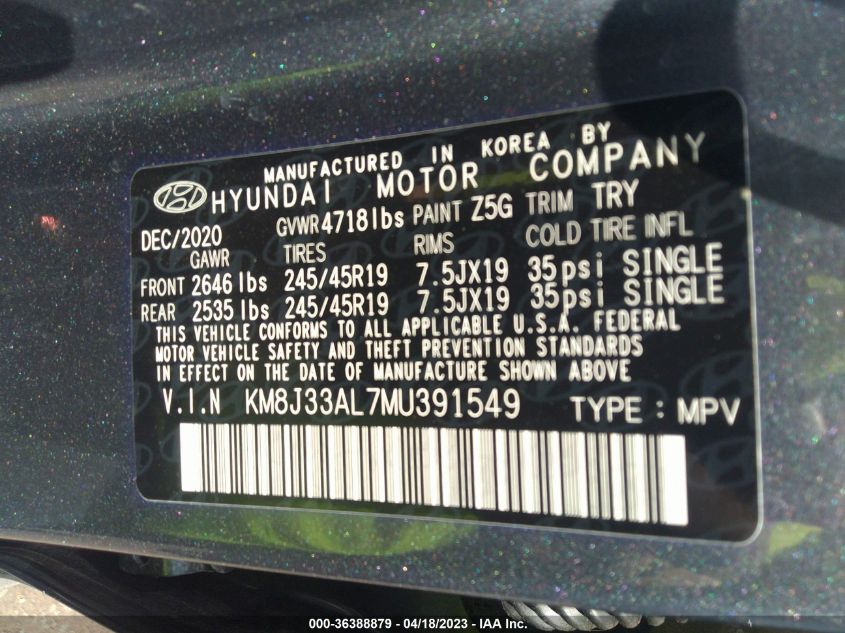 MANUFACTURED IN KOREA BY
HYUNDAI MOTOR COMPANY
DEC/2020 GVWR 4718lbs PAINT Z5G TRIM TRY
GAWR TIRES RIMS COLD TIRE INFL
FRONT 2646 lbs 245/45R19 7.5JX19 35psi SINGLE
REAR 2535 lbs 245/45R19 7.5JX19 35psi SINGLE
THIS VEHICLE CONFORMS TO ALL APPLICABLE U.S.A. FEDERAL
MOTOR VEHICLE SAFETY AND THEFT PREVENTION STANDARDS
IN EFFECT ON THE DATE OF MANUFACTURE SHOWN ABOVE
V.I.N KM8J33AL7MU391549 TYPE : MPV
000-36388879 - 04/18/2023 - IAA Inc.